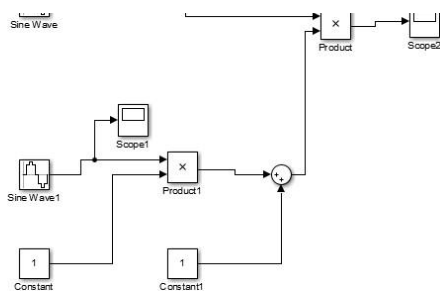 Sine Wave
×
Product
Scope2
Scope1
Sine Wave1
×
Product1
+
+
1
Constant
1
Constant1